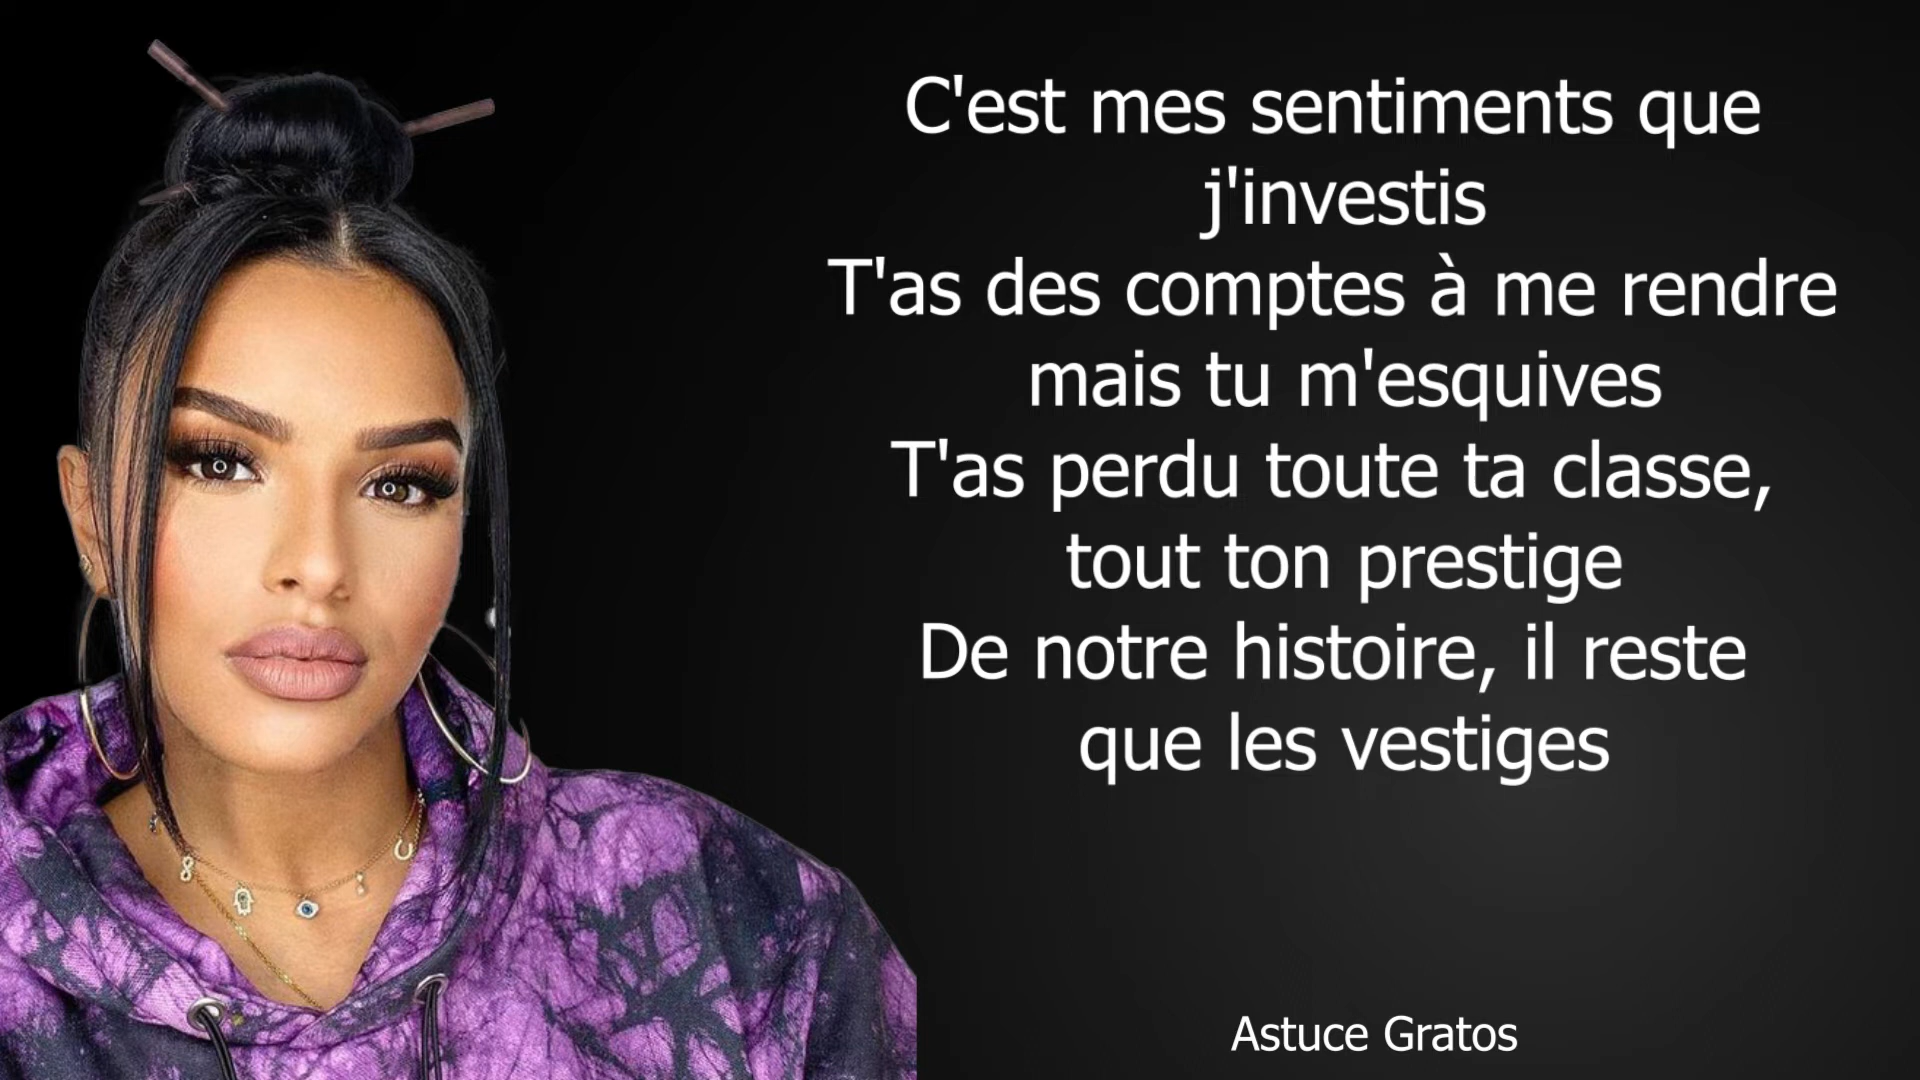 C'est mes sentiments que
j'investis
T'as des comptes à me rendre
mais tu m'esquives
T'as perdu toute ta classe,
tout ton prestige
De notre histoire, il reste
que les vestiges
Astuce Gratos